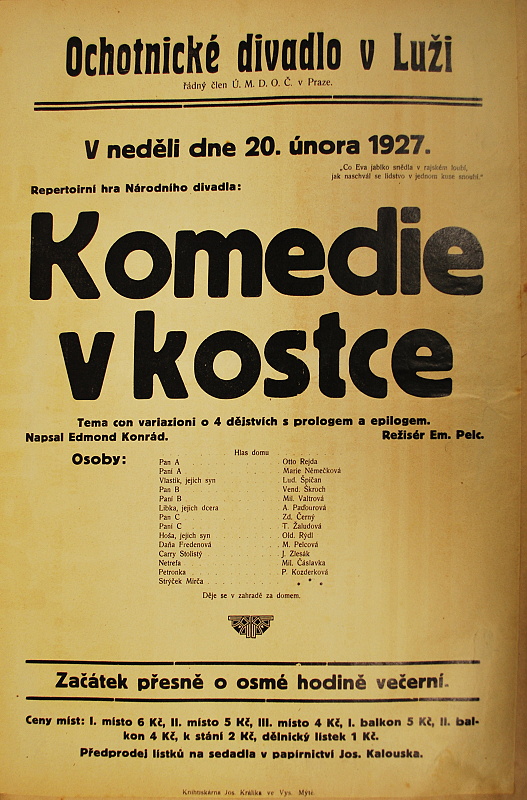 Ochotnické divadlo v Luži
řádný člen Ú. M. D. O. Č. v Praze.
V neděli dne 20. února 1927.
„Co Eva jablko snědla v rajském loubí,
jak naschvál se lidstvo v jednom kuse snoubí.“
Repertoirní hra Národního divadla:
Komedie
v kostce
Tema con variazioni o 4 dějstvích s prologem a epilogem.
Napsal Edmond Konrád. Režisér Em. Pelc.
Osoby:
Hlas domu
Pan A . . . Otto Rejda
Paní A . . . Marie Němečková
Vlastík, jejich syn . . . Lud. Špičan
Pan B . . . Vend. Škroch
Paní B . . . Mil. Valtrová
Libka, jejich dcera . . . A. Paďourová
Pan C . . . Zd. Černý
Paní C . . . T. Žaludová
Hoša, jejich syn . . . Old. Rýdl
Daňa Fredenová . . . M. Pelcová
Carry Stolistý . . . J. Zlesák
Netrefa . . . Mil. Čáslavka
Petronka . . . P. Kozderková
Strýček Mirča . . . * * *
Děje se v zahradě za domem.
Začátek přesně o osmé hodině večerní.
Ceny míst: I. místo 6 Kč, II. místo 5 Kč, III. místo 4 Kč, I. balkon 5 Kč, II. bal-
kon 4 Kč, k stání 2 Kč, dělnický lístek 1 Kč.
Předprodej lístků na sedadla v papírnictví Jos. Kalouska.
Knihtiskárna Jos. Králíka ve Vys. Mýtě.